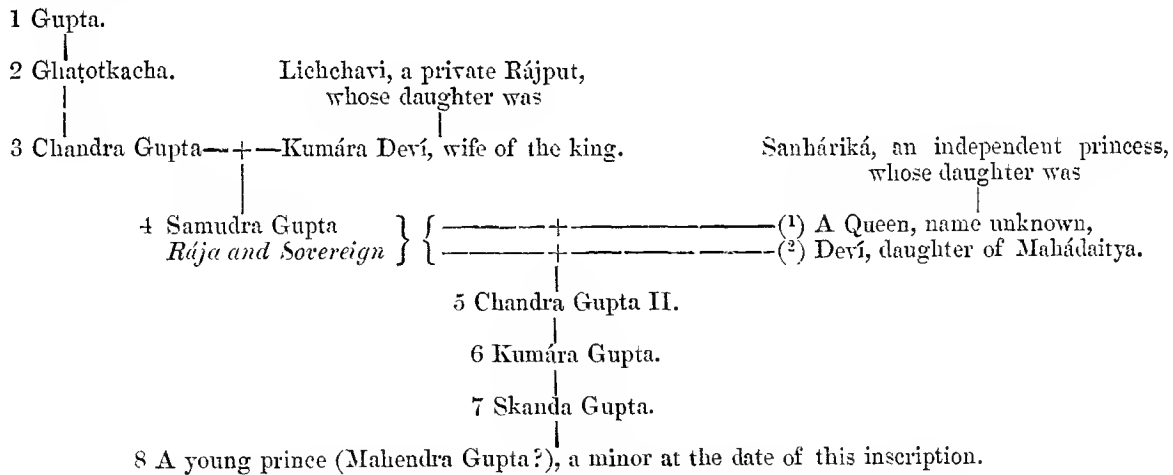 1 Gupta.
2 Ghaṭotkacha. Lichchavi, a private Rájput,
whose daughter was
3 Chandra Gupta—+—Kumára Deví, wife of the king. Sanháriká, an independent princess,
whose daughter was
4 Samudra Gupta } { ————+———— (1) A Queen, name unknown,
Rája and Sovereign } { ————+———— (2) Deví, daughter of Mahádaitya.
5 Chandra Gupta II.
6 Kumára Gupta.
7 Skanda Gupta.
8 A young prince (Mahendra Gupta?), a minor at the date of this inscription.